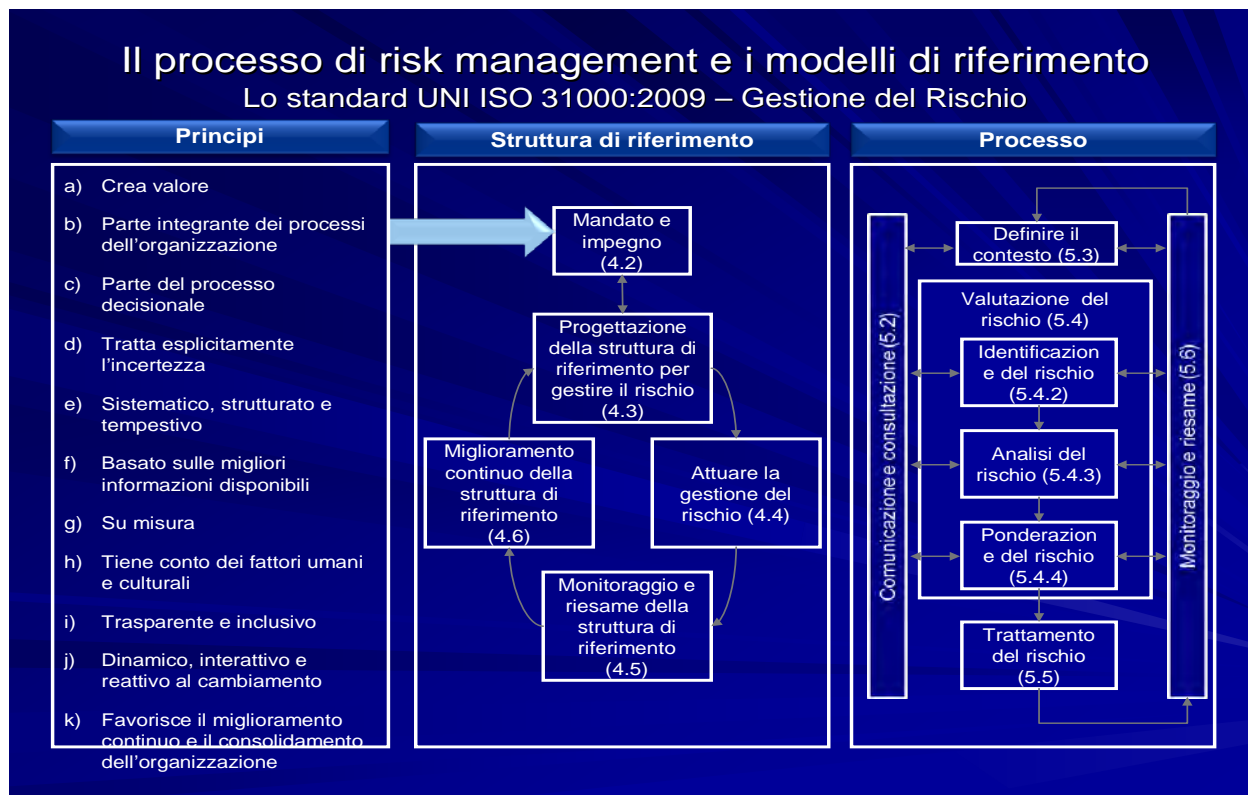 Il processo di risk management e i modelli di riferimento
Lo standard UNI ISO 31000:2009 – Gestione del Rischio
Principi
a) Crea valore
b) Parte integrante dei processi
dell'organizzazione
c) Parte del processo
decisionale
d) Tratta esplicitamente
l'incertezza
e) Sistematico, strutturato e
tempestivo
f) Basato sulle migliori
informazioni disponibili
g) Su misura
h) Tiene conto dei fattori umani
e culturali
i) Trasparente e inclusivo
j) Dinamico, interattivo e
reattivo al cambiamento
k) Favorisce il miglioramento
continuo e il consolidamento
dell'organizzazione
Struttura di riferimento
Mandato e
impegno
(4.2)
Progettazione
della struttura di
riferimento per
gestire il rischio
(4.3)
Miglioramento
continuo della
struttura di
riferimento
(4.6)
Attuare la
gestione del
rischio (4.4)
Monitoraggio e
riesame della
struttura di
riferimento
(4.5)
Processo
Comunicazione e consultazione (5.2)
Definire il
contesto (5.3)
Valutazione del
rischio (5.4)
Identificazion
e del rischio
(5.4.2)
Analisi del
rischio (5.4.3)
Ponderazion
e del rischio
(5.4.4)
Trattamento
del rischio
(5.5)
Monitoraggio e riesame (5.6)